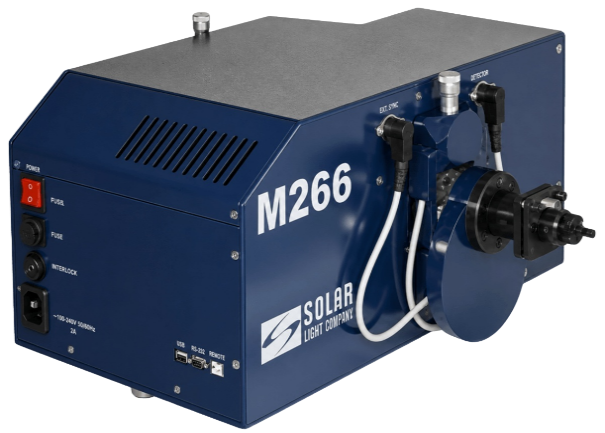 POWER
FUSE
FUSE
INTERLOCK
~100-240V 50/60Hz
2A
USB
RS-232
REMOTE
EXT. SYNC
DETECTOR
M266
SOLAR
LIGHT COMPANY